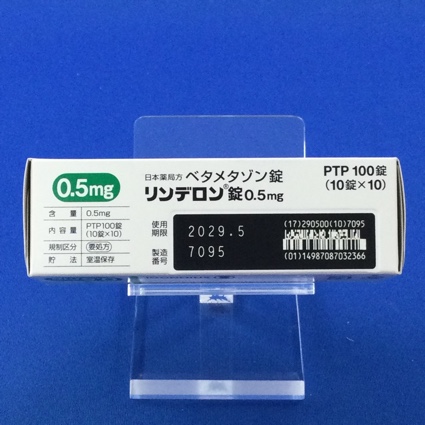 0.5mg
日本薬局方 ベタメタゾン錠
リンデロン®錠0.5mg
PTP 100錠
(10錠×10)
含 量 0.5mg
内 容 量 PTP100錠
(10錠×10)
規制区分 要処方
貯 法 室温保存
使用
期限
2029.5
製造
番号
7095
(17)290500(10)7095
(01)14987087032366